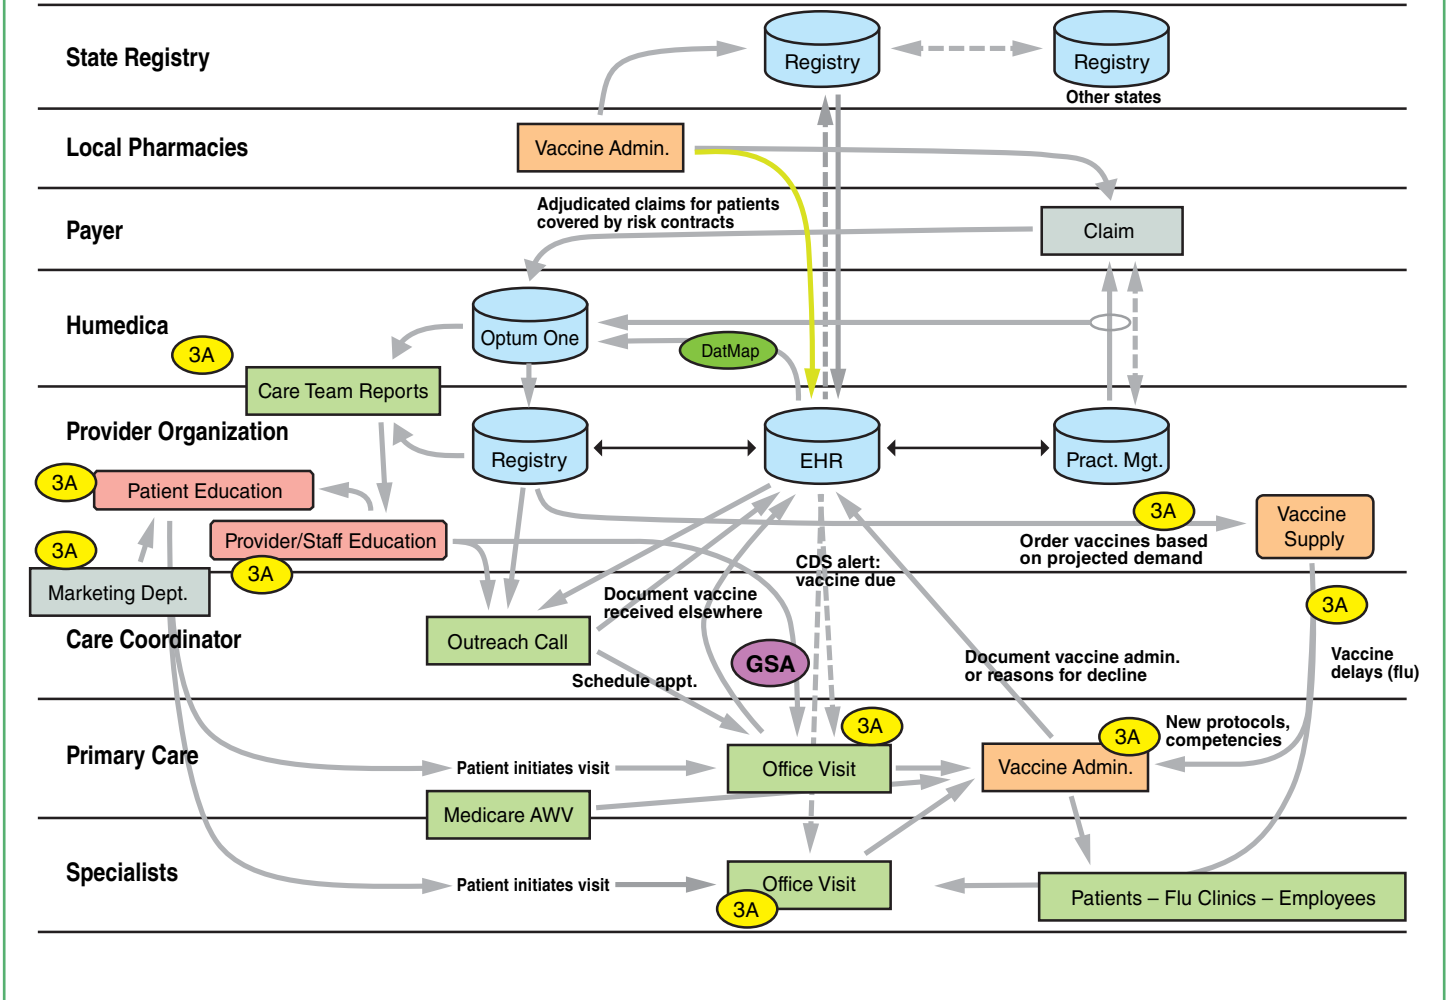 State Registry
Registry
Registry
Other states
Local Pharmacies
Vaccine Admin.
Payer
Adjudicated claims for patients
covered by risk contracts
Claim
Humedica
3A
Optum One
DatMap
Care Team Reports
Provider Organization
Registry
EHR
Pract. Mgt.
3A
Patient Education
3A
Provider/Staff Education
3A
3A
Order vaccines based
on projected demand
Vaccine
Supply
CDS alert:
vaccine due
Marketing Dept.
Care Coordinator
Document vaccine
received elsewhere
Outreach Call
GSA
Schedule appt.
Document vaccine admin.
or reasons for decline
3A
Vaccine
delays (flu)
Primary Care
Patient initiates visit
Office Visit
3A
Vaccine Admin.
3A
New protocols,
competencies
Medicare AWV
Specialists
Patient initiates visit
Office Visit
3A
Patients – Flu Clinics – Employees